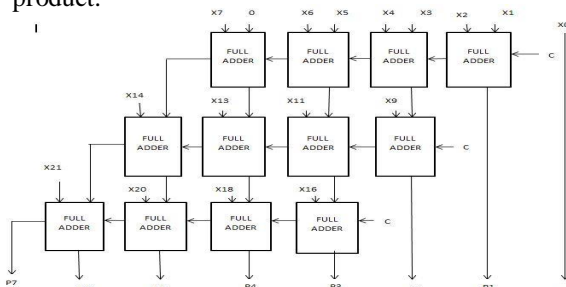 product.
X7 0 X6 X5 X4 X3 X2 X1
FULL ADDER FULL ADDER FULL ADDER FULL ADDER C
X14 X13 X11 X9
FULL ADDER FULL ADDER FULL ADDER FULL ADDER C
X21 X20 X18 X16
FULL ADDER FULL ADDER FULL ADDER FULL ADDER C
P7 P4 P3 P1